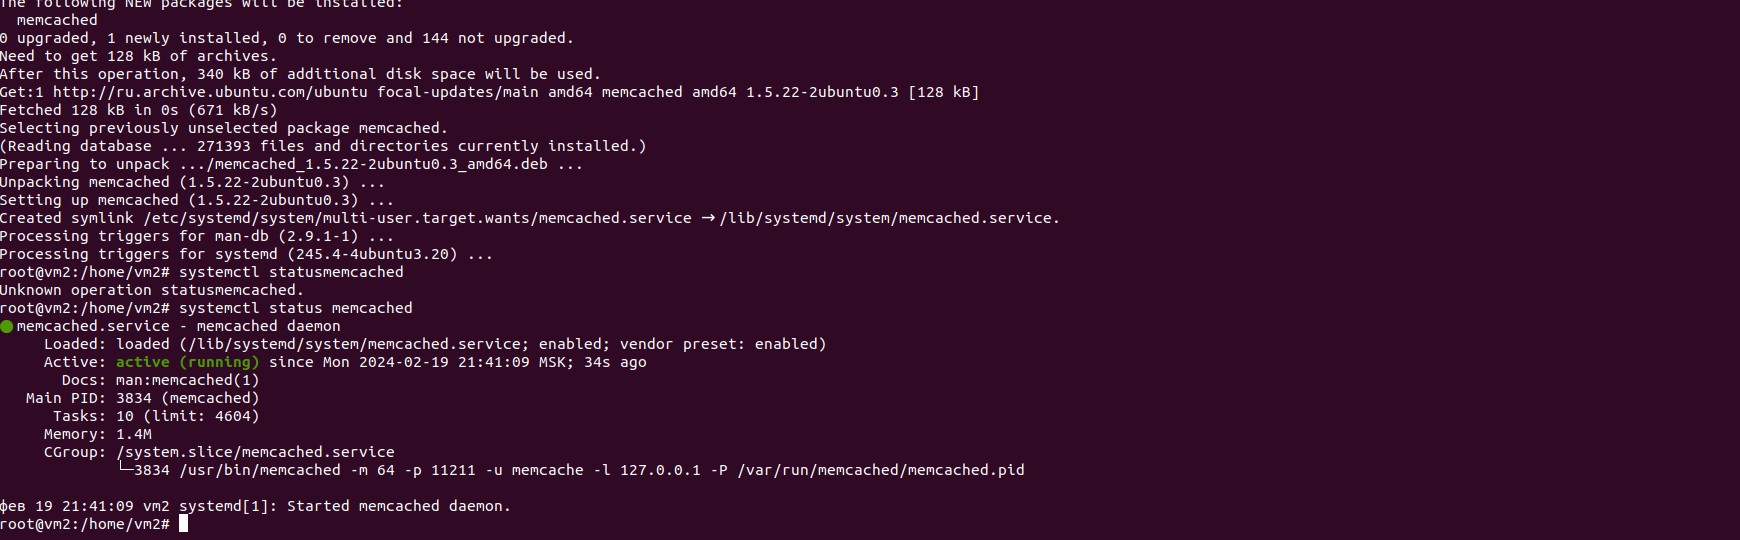 The following NEW packages will be installed:
  memcached
0 upgraded, 1 newly installed, 0 to remove and 144 not upgraded.
Need to get 128 kB of archives.
After this operation, 340 kB of additional disk space will be used.
Get:1 http://ru.archive.ubuntu.com/ubuntu focal-updates/main amd64 memcached amd64 1.5.22-2ubuntu0.3 [128 kB]
Fetched 128 kB in 0s (671 kB/s)
Selecting previously unselected package memcached.
(Reading database ... 271393 files and directories currently installed.)
Preparing to unpack .../memcached_1.5.22-2ubuntu0.3_amd64.deb ...
Unpacking memcached (1.5.22-2ubuntu0.3) ...
Setting up memcached (1.5.22-2ubuntu0.3) ...
Created symlink /etc/systemd/system/multi-user.target.wants/memcached.service → /lib/systemd/system/memcached.service.
Processing triggers for man-db (2.9.1-1) ...
Processing triggers for systemd (245.4-4ubuntu3.20) ...
root@vm2:/home/vm2# systemctl statusmemcached
Unknown operation statusmemcached.
root@vm2:/home/vm2# systemctl status memcached
● memcached.service - memcached daemon
     Loaded: loaded (/lib/systemd/system/memcached.service; enabled; vendor preset: enabled)
     Active: active (running) since Mon 2024-02-19 21:41:09 MSK; 34s ago
       Docs: man:memcached(1)
   Main PID: 3834 (memcached)
      Tasks: 10 (limit: 4604)
     Memory: 1.4M
     CGroup: /system.slice/memcached.service
             └─3834 /usr/bin/memcached -m 64 -p 11211 -u memcache -l 127.0.0.1 -P /var/run/memcached/memcached.pid
фев 19 21:41:09 vm2 systemd[1]: Started memcached daemon.
root@vm2:/home/vm2#